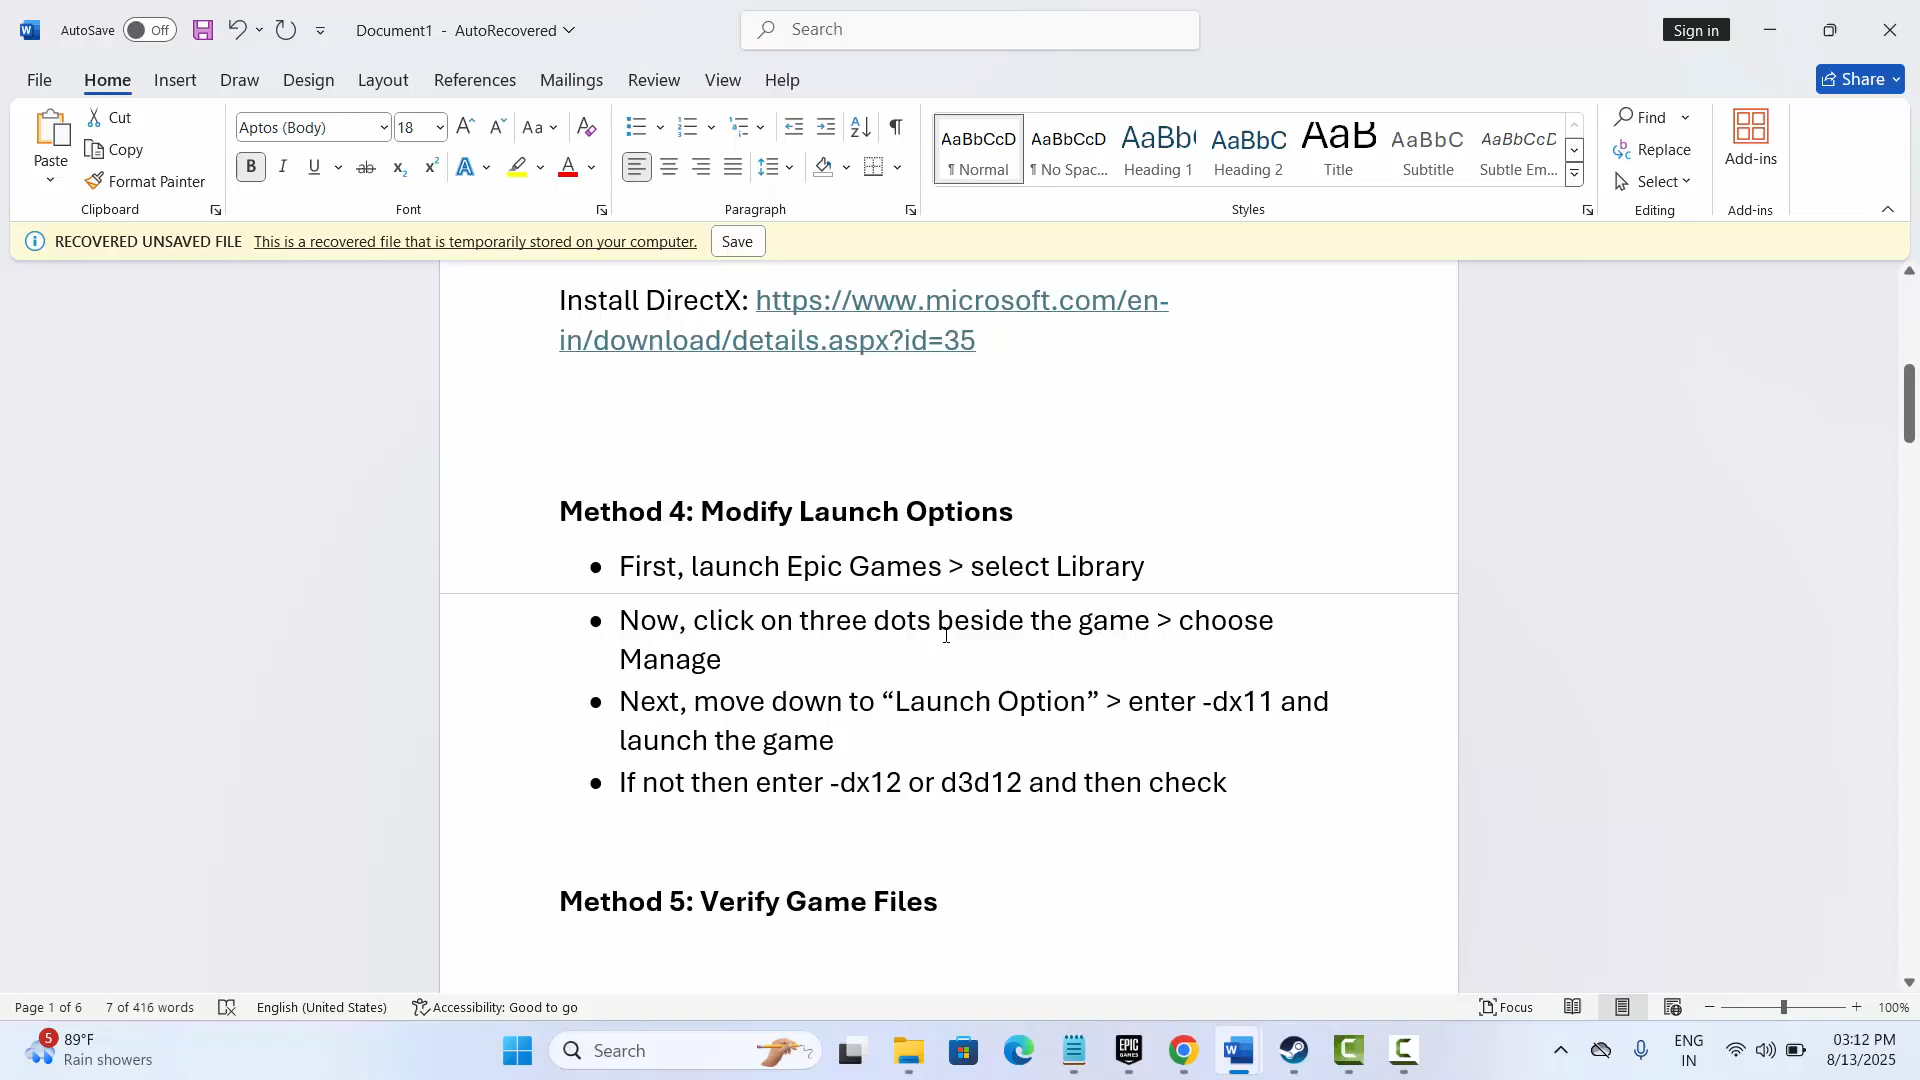 AutoSave Off Document1 - AutoRecovered Search Sign in
File Home Insert Draw Design Layout References Mailings Review View Help Share
Paste Cut Copy Format Painter Clipboard
Aptos (Body) 18 Aa
B I U ab x₂ x² A A
Font
Paragraph
AaBbCcD AaBbCcD AaBb( AaBbC AaB AaBbC AaBbCcD
¶ Normal ¶ No Spac... Heading 1 Heading 2 Title Subtitle Subtle Em...
Styles
Find Replace Select Editing
Add-ins Add-ins
RECOVERED UNSAVED FILE This is a recovered file that is temporarily stored on your computer. Save
Install DirectX: https://www.microsoft.com/en-
in/download/details.aspx?id=35
Method 4: Modify Launch Options
• First, launch Epic Games > select Library
• Now, click on three dots beside the game > choose
Manage
• Next, move down to “Launch Option” > enter -dx11 and
launch the game
• If not then enter -dx12 or d3d12 and then check
Method 5: Verify Game Files
Page 1 of 6 7 of 416 words English (United States) Accessibility: Good to go Focus 100%
5 89°F
Rain showers
Search
EPIC GAMES
ENG
IN
03:12 PM
8/13/2025